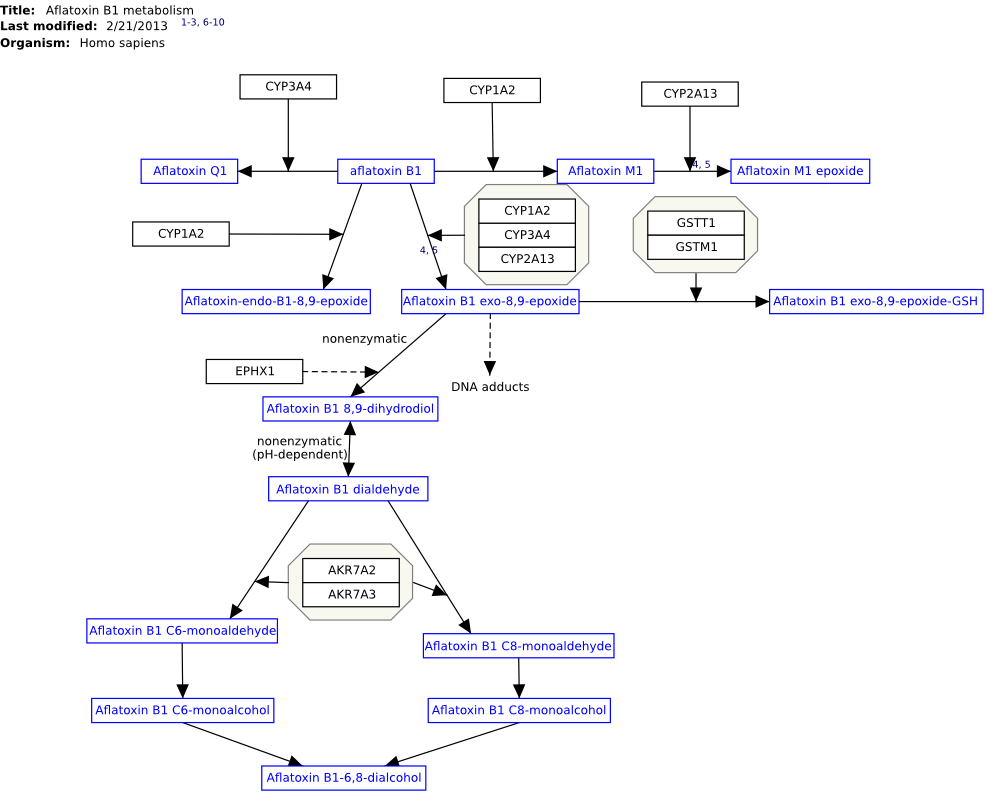 Title: Aflatoxin B1 metabolism
Last modified: 2/21/2013 1-3, 6-10
Organism: Homo sapiens
CYP3A4
CYP1A2
CYP2A13
4, 5
Aflatoxin Q1
aflatoxin B1
Aflatoxin M1
Aflatoxin M1 epoxide
CYP1A2
CYP1A2
CYP3A4
CYP2A13
GSTT1
GSTM1
4, 5
Aflatoxin-endo-B1-8,9-epoxide
Aflatoxin B1 exo-8,9-epoxide
Aflatoxin B1 exo-8,9-epoxide-GSH
nonenzymatic
EPHX1
DNA adducts
Aflatoxin B1 8,9-dihydrodiol
nonenzymatic
(pH-dependent)
Aflatoxin B1 dialdehyde
AKR7A2
AKR7A3
Aflatoxin B1 C6-monoaldehyde
Aflatoxin B1 C8-monoaldehyde
Aflatoxin B1 C6-monoalcohol
Aflatoxin B1 C8-monoalcohol
Aflatoxin B1-6,8-dialcohol